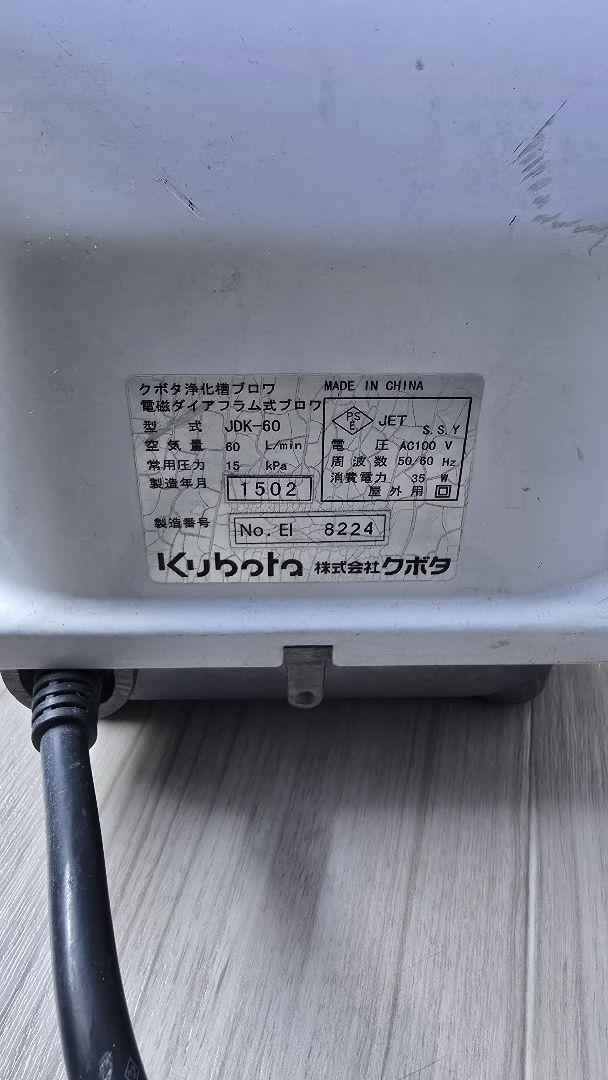 クボタ浄化槽ブロワ MADE IN CHINA
電磁ダイアフラム式ブロワ
型式 JDK-60
空気量 60 L/min
常用圧力 15 kPa
製造年月 1502
PSE JET S.S.Y
電圧 AC100 V
周波数 50/60 Hz
消費電力 35 W
屋外用
製造番号 No. EI 8224
Kubota 株式会社クボタ